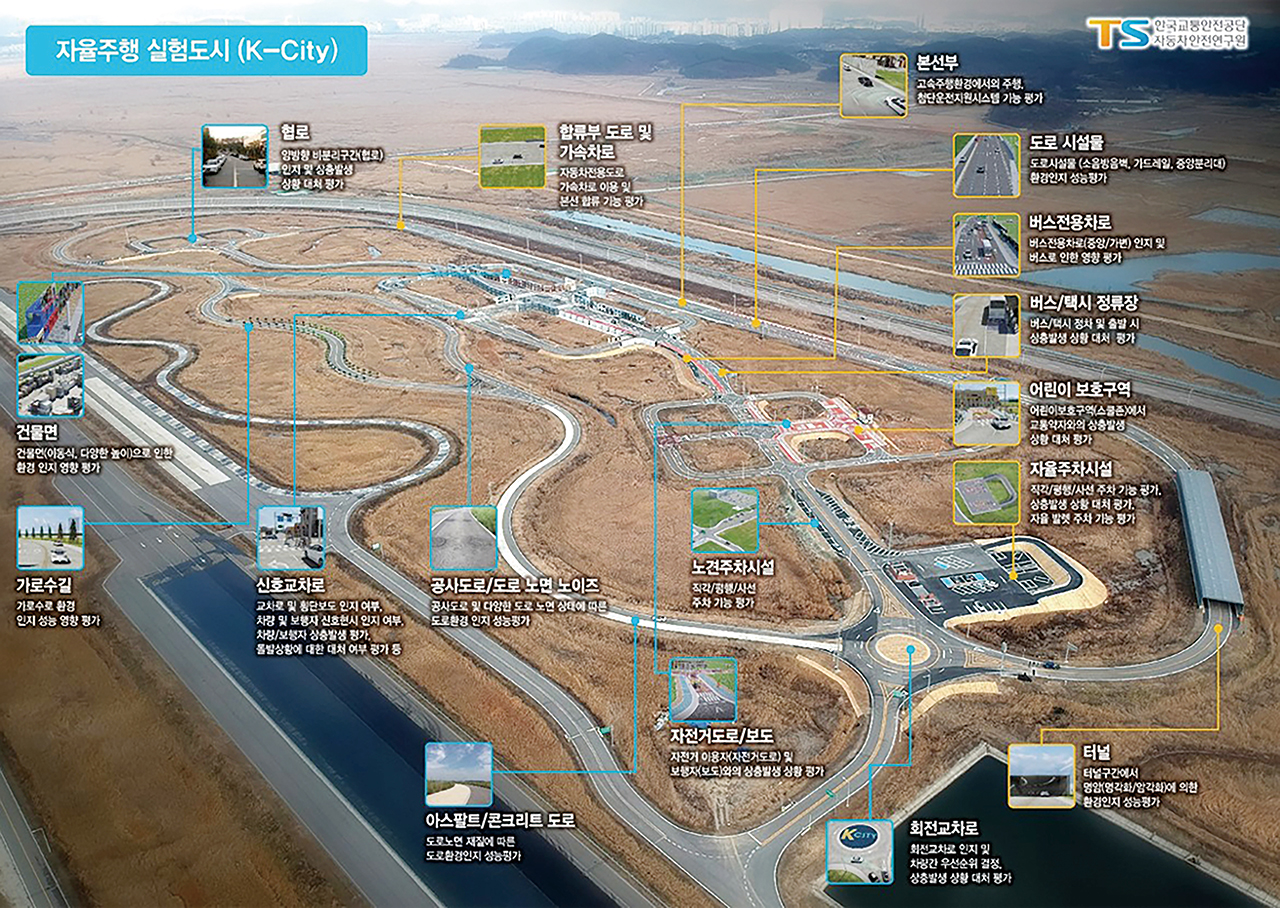 자율주행 실험도시 (K-City)
TS 한국교통안전공단
자동차안전연구원
본선부
고속주행환경에서의 주행,
첨단운전지원시스템 기능 평가
협로
양방향 비분리구간(협로)
인지 및 상충발생
상황 대처 평가
합류부 도로 및
가속차로
자동차전용도로
가속차로 이용 및
본선 합류 기능 평가
도로 시설물
도로시설물 (소음방음벽, 가드레일, 중앙분리대)
환경인지 성능평가
버스전용차로
버스전용차로(중앙/가변) 인지 및
버스로 인한 영향 평가
버스/택시 정류장
버스/택시 정차 및 출발 시
상충발생 상황 대처 평가
어린이 보호구역
어린이보호구역(스쿨존)에서
교통약자와의 상충발생
상황 대처 평가
자율주차시설
직각/평행/사선 주차 기능 평가,
상충발생 상황 대처 평가,
자율 발렛 주차 기능 평가
건물면
건물면(이동식, 다양한 높이)으로 인한
환경 인지 영향 평가
가로수길
가로수로 환경
인지 성능 영향 평가
신호교차로
교차로 및 횡단보도 인지 여부,
차량 및 보행자 신호현시 인지 여부,
차량/보행자 상충발생 평가,
돌발상황에 대한 대처 여부 평가 등
공사도로/도로 노면 노이즈
공사도로 및 다양한 도로 노면 상태에 따른
도로환경 인지 성능평가
노견주차시설
직각/평행/사선
주차 기능 평가
자전거도로/보도
자전거 이용자(자전거도로) 및
보행자(보도)와의 상충발생 상황 평가
터널
터널구간에서
명암(명각화/암각화)에 의한
환경인지 성능평가
아스팔트/콘크리트 도로
도로노면 재질에 따른
도로환경인지 성능평가
K-CITY
회전교차로
회전교차로 인지 및
차량간 우선순위 결정,
상충발생 상황 대처 평가